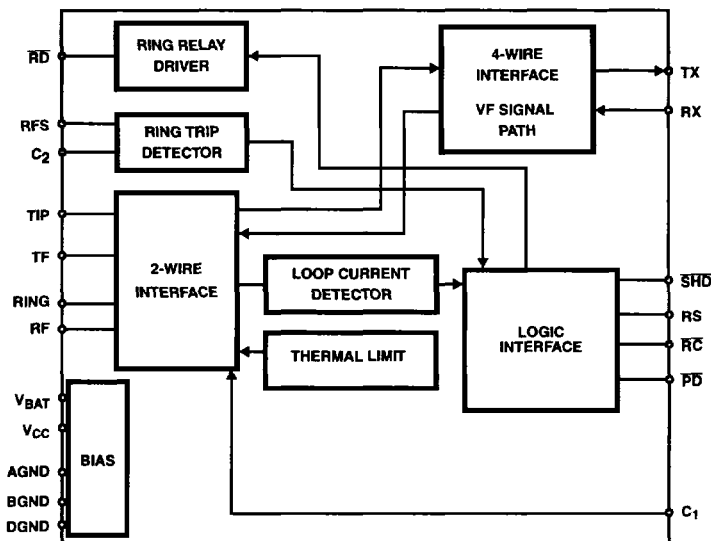 RD
RFS
C2
TIP
TF
RING
RF
VBAT
VCC
AGND
BGND
DGND
RING RELAY
DRIVER
RING TRIP
DETECTOR
2-WIRE
INTERFACE
BIAS
LOOP CURRENT
DETECTOR
THERMAL LIMIT
4-WIRE
INTERFACE
VF SIGNAL
PATH
LOGIC
INTERFACE
TX
RX
SHD
RS
RC
PD
C1